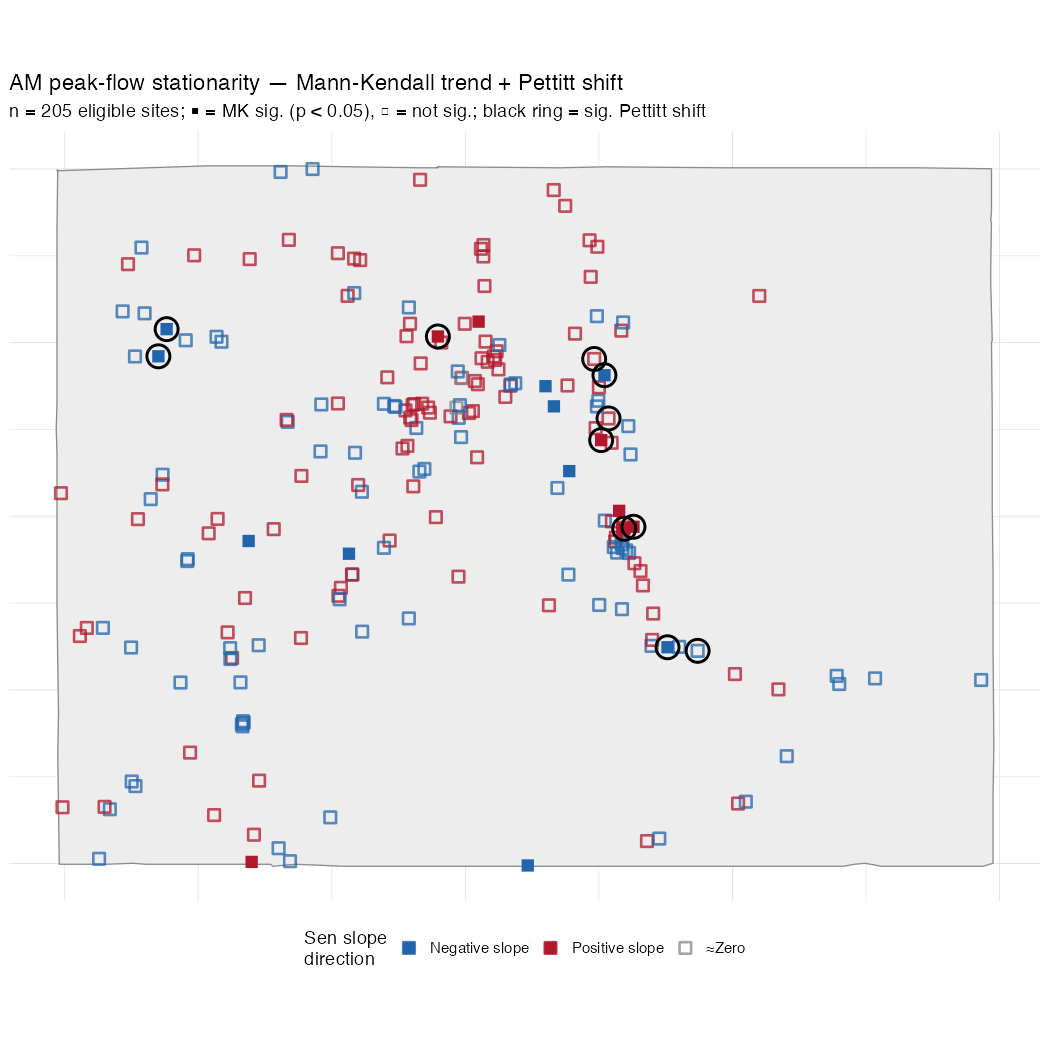 AM peak-flow stationarity — Mann-Kendall trend + Pettitt shift
n = 205 eligible sites; ▪ = MK sig. (p < 0.05), ▫ = not sig.; black ring = sig. Pettitt shift
Sen slope
direction
Negative slope
Positive slope
≈Zero